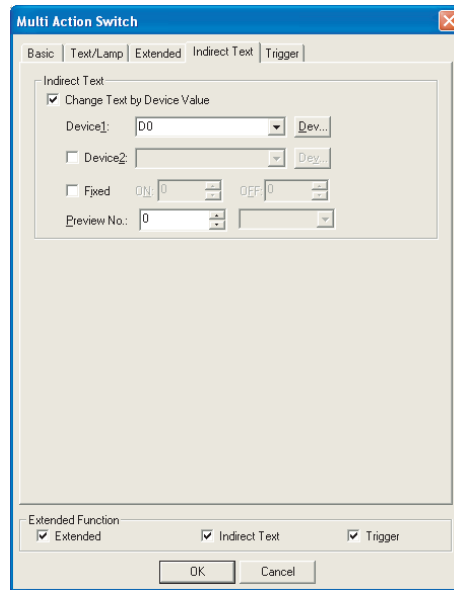 Multi Action Switch
Basic Text/Lamp Extended Indirect Text Trigger
Indirect Text
Change Text by Device Value
Device1: D0 Dev...
Device2: Dev...
Fixed ON: 0 OFF: 0
Preview No.: 0
Extended Function
Extended Indirect Text Trigger
OK Cancel